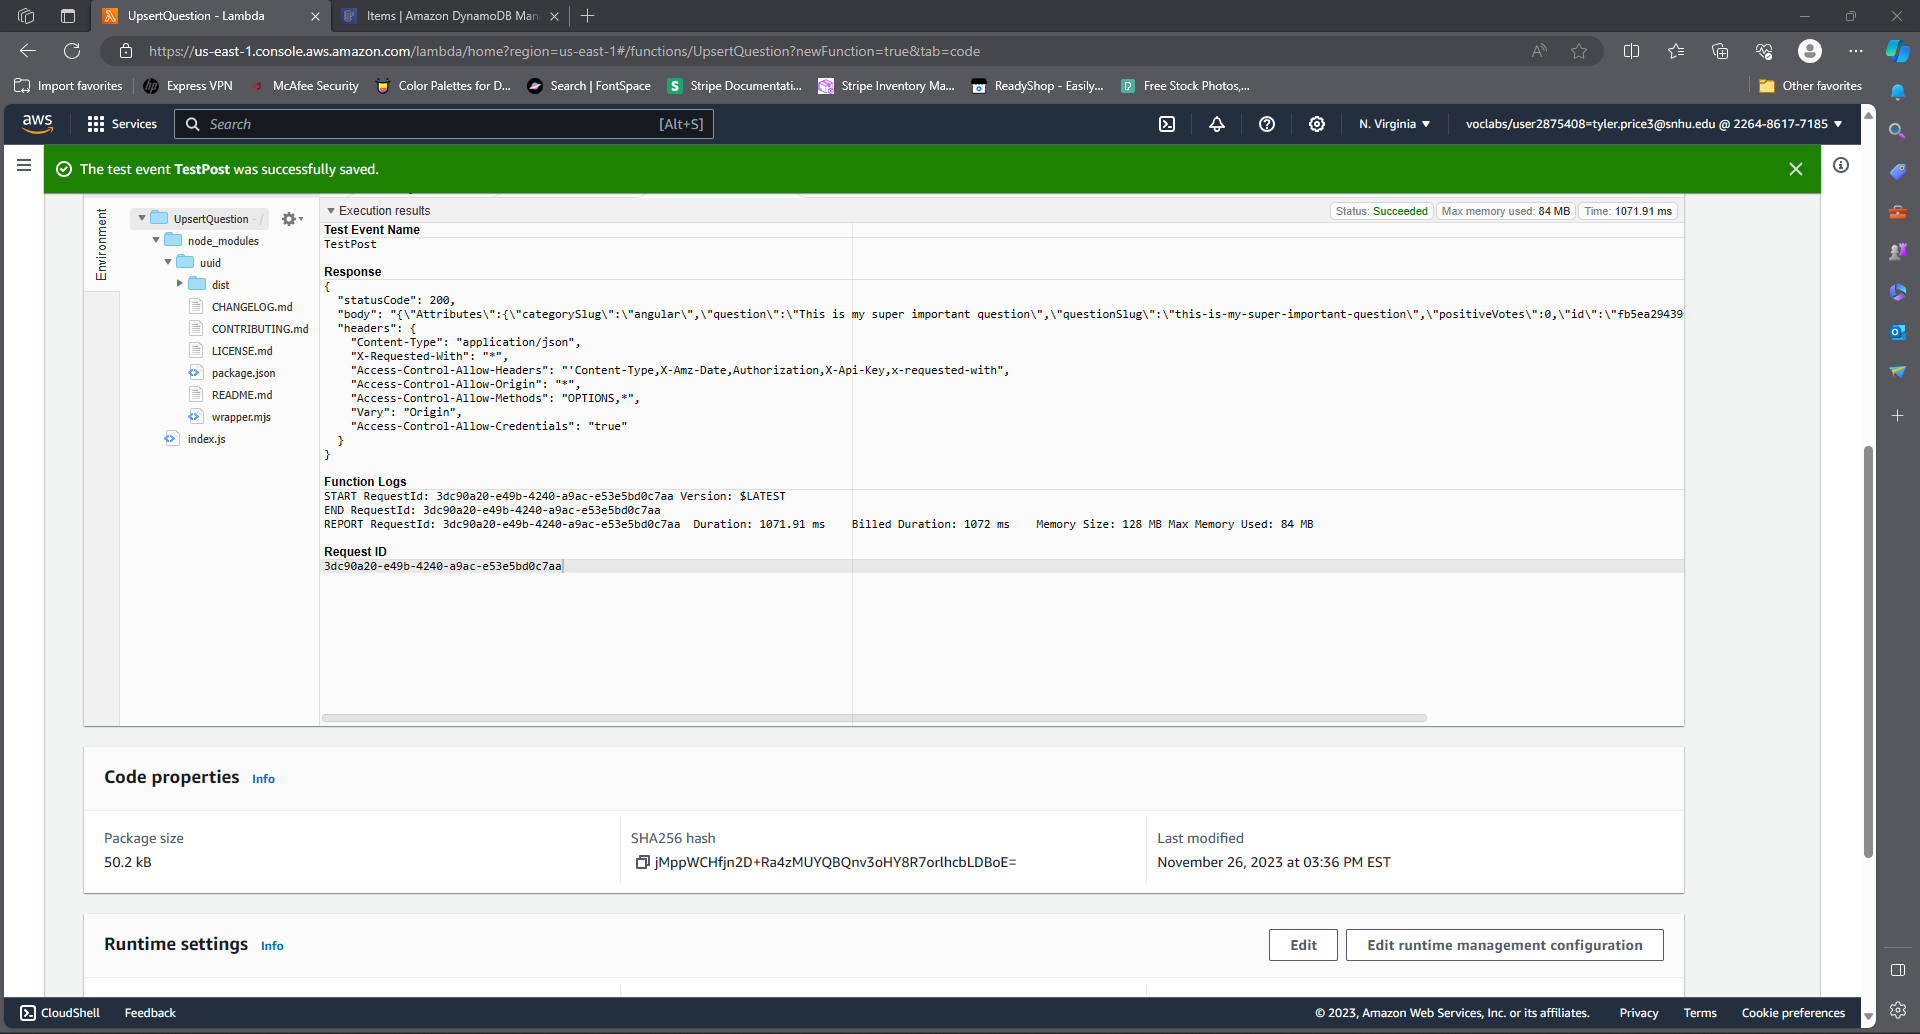 UpsertQuestion - Lambda
Items | Amazon DynamoDB Man
https://us-east-1.console.aws.amazon.com/lambda/home?region=us-east-1#/functions/UpsertQuestion?newFunction=true&tab=code
Import favorites
Express VPN
McAfee Security
Color Palettes for D...
Search | FontSpace
Stripe Documentati...
Stripe Inventory Ma...
ReadyShop - Easily,...
Free Stock Photos,...
Other favorites
aws
Services
Search
[Alt+S]
N. Virginia
voclabs/user2875408=tyler.price3@snhu.edu @ 2264-8617-7185
The test event TestPost was successfully saved.
Environment
UpsertQuestion - /
node_modules
uuid
dist
CHANGELOG.md
CONTRIBUTING.md
LICENSE.md
package.json
README.md
wrapper.mjs
index.js
Execution results
Status: Succeeded
Max memory used: 84 MB
Time: 1071.91 ms
Test Event Name
TestPost
Response
{
"statusCode": 200,
"body": "{\"Attributes\":{\"categorySlug\":\"angular\",\"question\":\"This is my super important question\",\"questionSlug\":\"this-is-my-super-important-question\",\"positiveVotes\":0,\"id\":\"fb5ea29439
"headers": {
"Content-Type": "application/json",
"X-Requested-With": "*",
"Access-Control-Allow-Headers": "'Content-Type,X-Amz-Date,Authorization,X-Api-Key,x-requested-with",
"Access-Control-Allow-Origin": "*",
"Access-Control-Allow-Methods": "OPTIONS,*",
"Vary": "Origin",
"Access-Control-Allow-Credentials": "true"
}
}
Function Logs
START RequestId: 3dc90a20-e49b-4240-a9ac-e53e5bd0c7aa Version: $LATEST
END RequestId: 3dc90a20-e49b-4240-a9ac-e53e5bd0c7aa
REPORT RequestId: 3dc90a20-e49b-4240-a9ac-e53e5bd0c7aa Duration: 1071.91 ms Billed Duration: 1072 ms Memory Size: 128 MB Max Memory Used: 84 MB
Request ID
3dc90a20-e49b-4240-a9ac-e53e5bd0c7aa
Code properties Info
Package size
50.2 kB
SHA256 hash
jMppWCHfjn2D+Ra4zMUYQBQnv3oHY8R7orlhcbLDBoE=
Last modified
November 26, 2023 at 03:36 PM EST
Runtime settings Info
Edit
Edit runtime management configuration
CloudShell
Feedback
© 2023, Amazon Web Services, Inc. or its affiliates.
Privacy
Terms
Cookie preferences